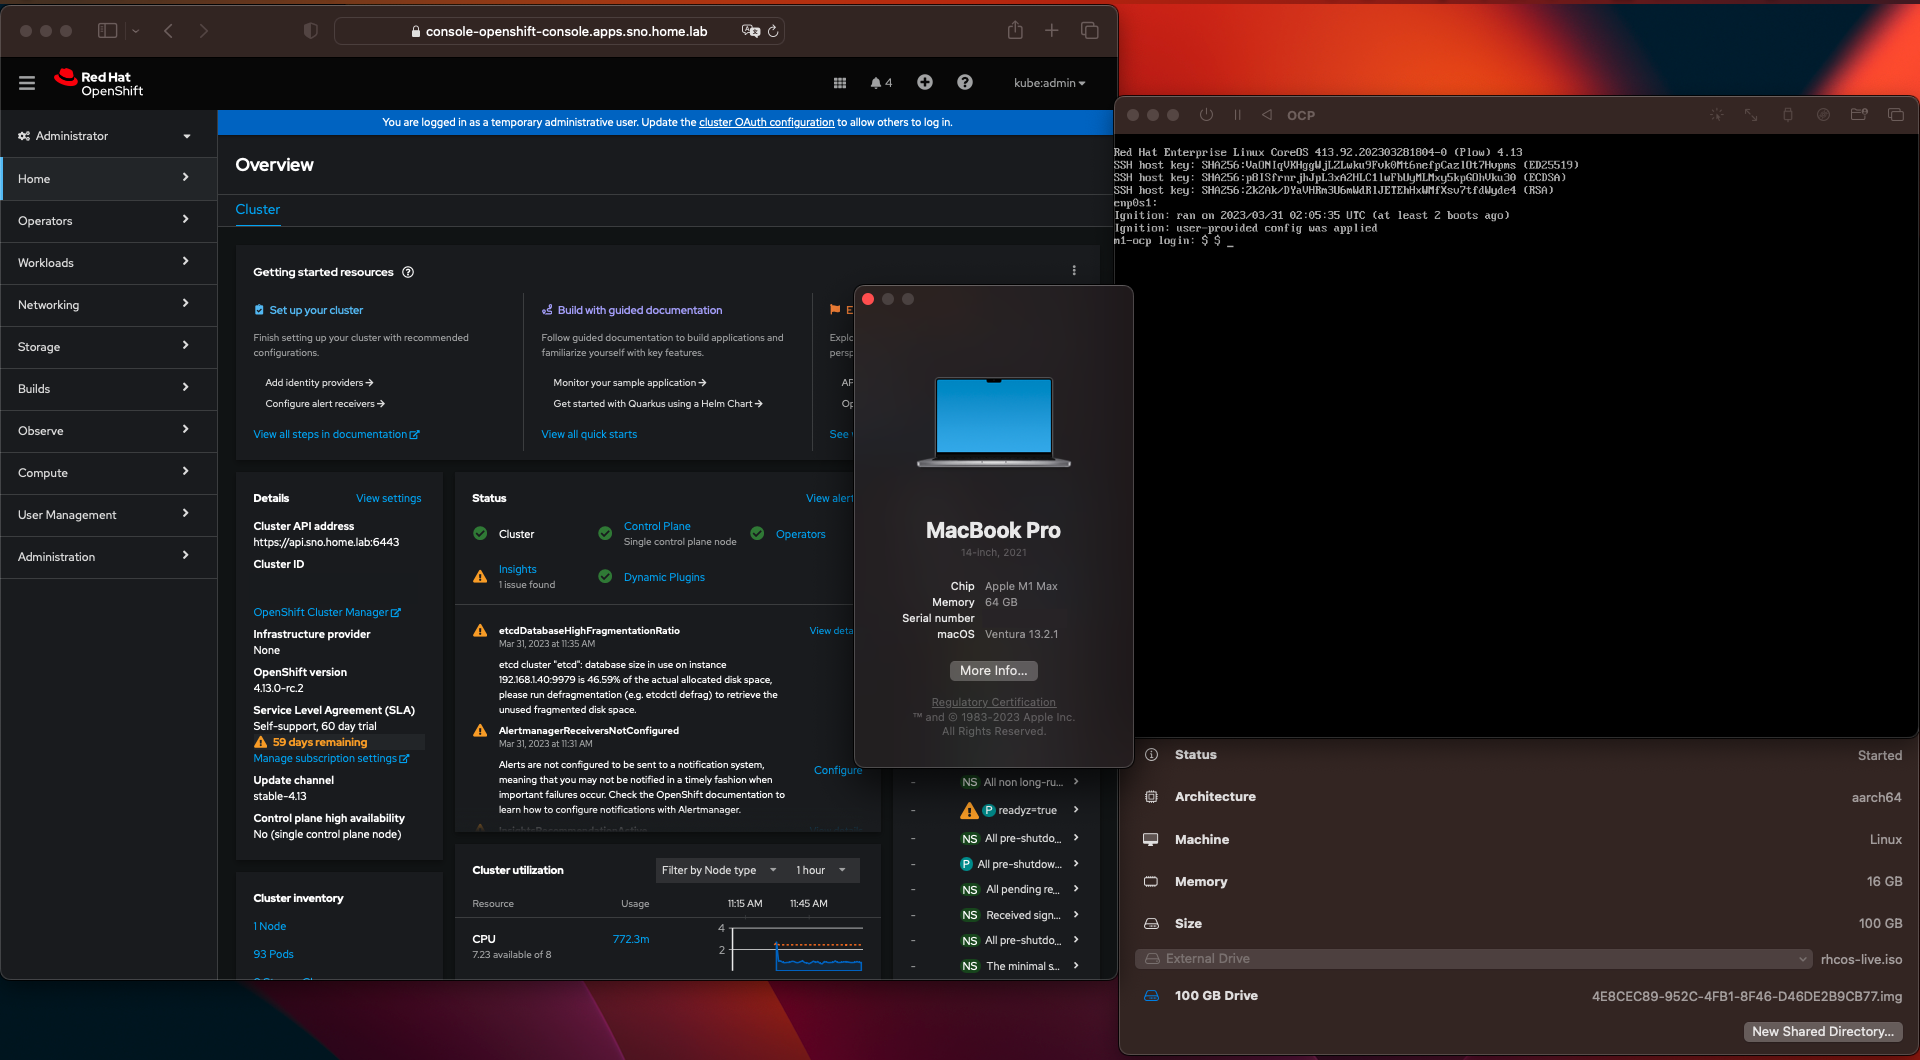 console-openshift-console.apps.sno.home.lab
Red Hat
OpenShift
4
kube:admin
You are logged in as a temporary administrative user. Update the cluster OAuth configuration to allow others to log in.
Administrator
Home
Operators
Workloads
Networking
Storage
Builds
Observe
Compute
User Management
Administration
Overview
Cluster
Getting started resources
Set up your cluster
Finish setting up your cluster with recommended
configurations.
Add identity providers
Configure alert receivers
View all steps in documentation
Build with guided documentation
Follow guided documentation to build applications and
familiarize yourself with key features.
Monitor your sample application
Get started with Quarkus using a Helm Chart
View all quick starts
E
Explo
persp
AF
Op
See
Details
View settings
Cluster API address
https://api.sno.home.lab:6443
Cluster ID
OpenShift Cluster Manager
Infrastructure provider
None
OpenShift version
4.13.0-rc.2
Service Level Agreement (SLA)
Self-support, 60 day trial
59 days remaining
Manage subscription settings
Update channel
stable-4.13
Control plane high availability
No (single control plane node)
Cluster inventory
1 Node
93 Pods
Status
View alert
Cluster
Control Plane
Single control plane node
Operators
Insights
1 issue found
Dynamic Plugins
etcdDatabaseHighFragmentationRatio
View deta
Mar 31, 2023 at 11:35 AM
etcd cluster "etcd": database size in use on instance
192.168.1.40:9979 is 46.59% of the actual allocated disk space,
please run defragmentation (e.g. etcdctl defrag) to retrieve the
unused fragmented disk space.
AlertmanagerReceiversNotConfigured
Mar 31, 2023 at 11:31 AM
Alerts are not configured to be sent to a notification system,
meaning that you may not be notified in a timely fashion when
important failures occur. Check the OpenShift documentation to
learn how to configure notifications with Alertmanager.
Configure
InsightsRecommendationActive
Cluster utilization
Filter by Node type
1 hour
Resource
Usage
11:15 AM
11:45 AM
CPU
772.3m
7.23 available of 8
4
2
- NS All non long-ru...
- P readyz=true
- NS All pre-shutdo...
- P All pre-shutdow...
- NS All pending re...
- NS Received sign...
- NS All pre-shutdo...
- NS The minimal s...
MacBook Pro
14-inch, 2021
Chip Apple M1 Max
Memory 64 GB
Serial number
macOS Ventura 13.2.1
More Info...
Regulatory Certification
™ and © 1983-2023 Apple Inc.
All Rights Reserved.
OCP
Red Hat Enterprise Linux CoreOS 413.92.202303281804-0 (Plow) 4.13
SSH host key: (ED25519)
SSH host key: (ECDSA)
SSH host key: (RSA)
enp0s1:
Ignition: ran on 2023/03/31 02:05:35 UTC (at least 2 boots ago)
Ignition: user-provided config was applied
m1-ocp login: $ $ _
Status Started
Architecture aarch64
Machine Linux
Memory 16 GB
Size 100 GB
External Drive rhcos-live.iso
100 GB Drive 4E8CEC89-952C-4FB1-8F46-D46DE2B9CB77.img
New Shared Directory...